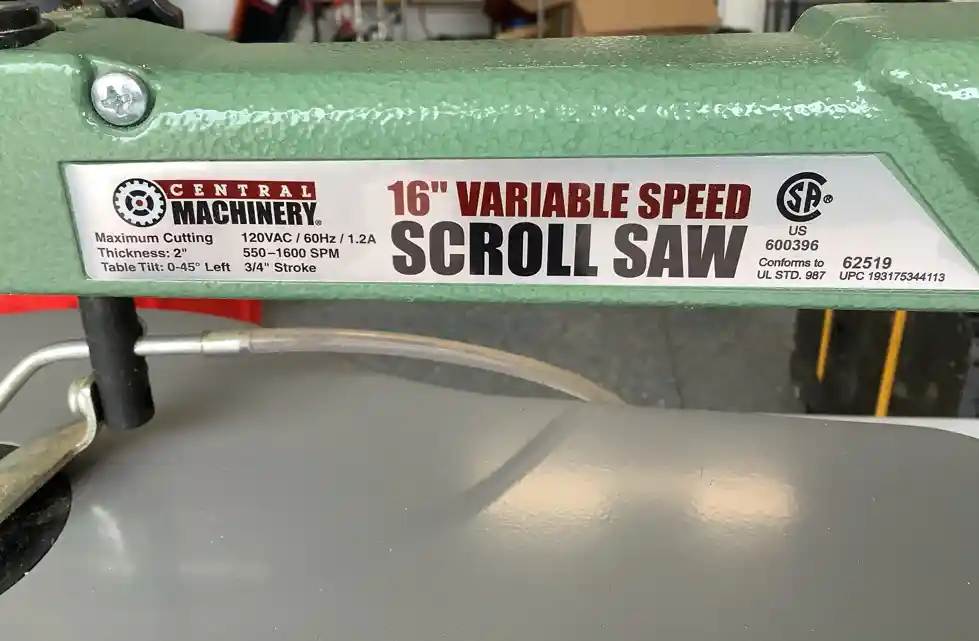 CENTRAL
MACHINERY®
Maximum Cutting
Thickness: 2"
Table Tilt: 0-45° Left
120VAC / 60Hz / 1.2A
550–1600 SPM
3/4" Stroke
16" VARIABLE SPEED
SCROLL SAW
SA®
US
600396
Conforms to
UL STD. 987
62519
UPC 193175344113